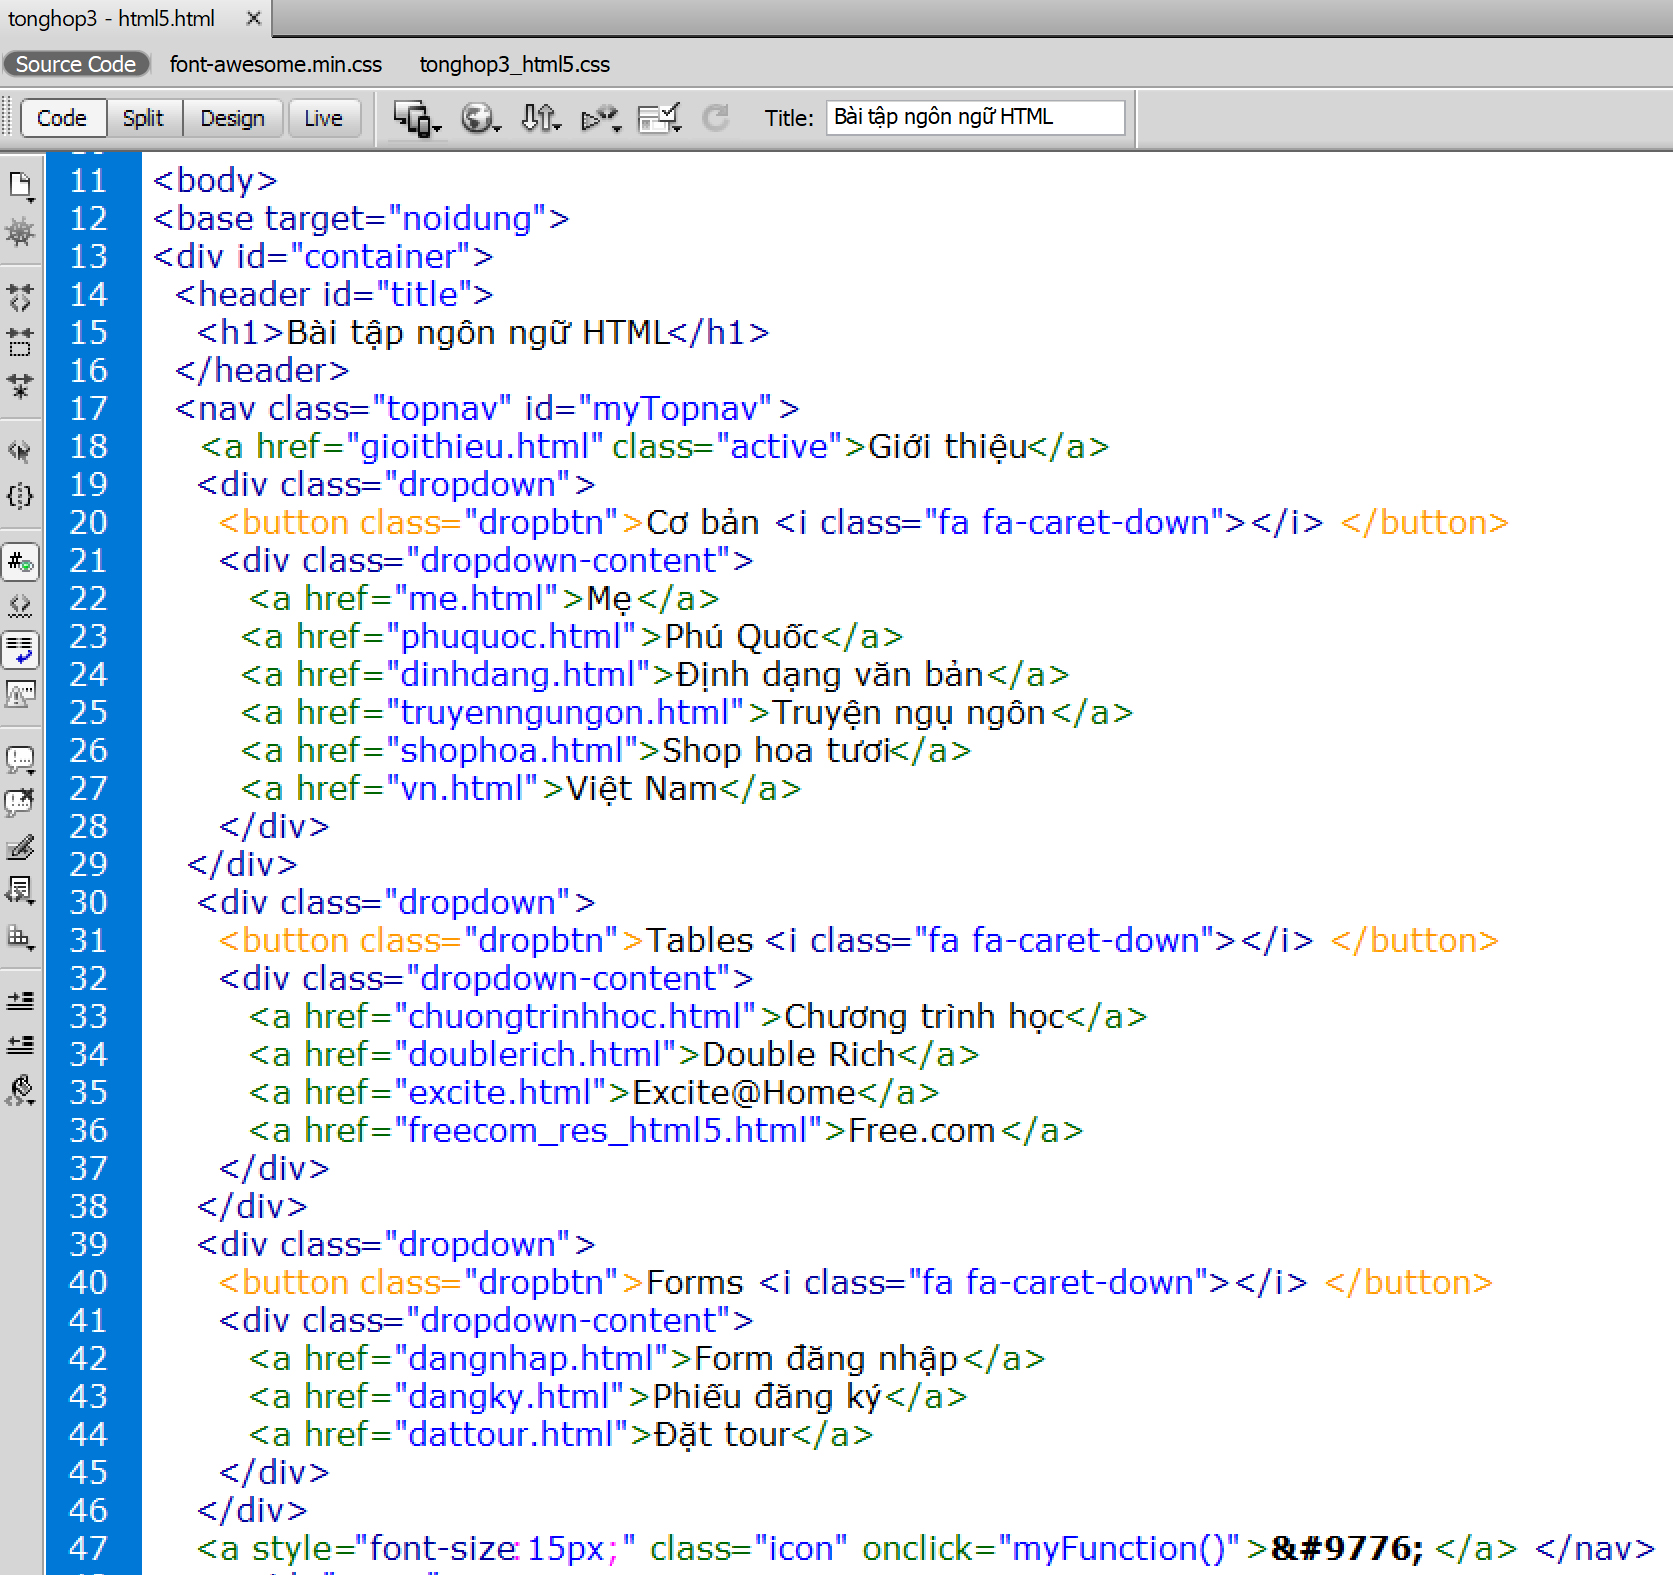 tonghop3 - html5.html ×
Source Code font-awesome.min.css tonghop3_html5.css
Code Split Design Live Title: Bài tập ngôn ngữ HTML
11 <body>
12 <base target="noidung">
13 <div id="container">
14 <header id="title">
15 <h1>Bài tập ngôn ngữ HTML</h1>
16 </header>
17 <nav class="topnav" id="myTopnav">
18 <a href="gioithieu.html" class="active">Giới thiệu</a>
19 <div class="dropdown">
20 <button class="dropbtn">Cơ bản <i class="fa fa-caret-down"></i> </button>
21 <div class="dropdown-content">
22 <a href="me.html">Mẹ</a>
23 <a href="phuquoc.html">Phú Quốc</a>
24 <a href="dinhdang.html">Định dạng văn bản</a>
25 <a href="truyenngungon.html">Truyện ngụ ngôn</a>
26 <a href="shophoa.html">Shop hoa tươi</a>
27 <a href="vn.html">Việt Nam</a>
28 </div>
29 </div>
30 <div class="dropdown">
31 <button class="dropbtn">Tables <i class="fa fa-caret-down"></i> </button>
32 <div class="dropdown-content">
33 <a href="chuongtrinhhoc.html">Chương trình học</a>
34 <a href="doublerich.html">Double Rich</a>
35 <a href="excite.html">Excite@Home</a>
36 <a href="freecom_res_html5.html">Free.com</a>
37 </div>
38 </div>
39 <div class="dropdown">
40 <button class="dropbtn">Forms <i class="fa fa-caret-down"></i> </button>
41 <div class="dropdown-content">
42 <a href="dangnhap.html">Form đăng nhập</a>
43 <a href="dangky.html">Phiếu đăng ký</a>
44 <a href="dattour.html">Đặt tour</a>
45 </div>
46 </div>
47 <a style="font-size:15px;" class="icon" onclick="myFunction()">&#9776;</a> </nav>